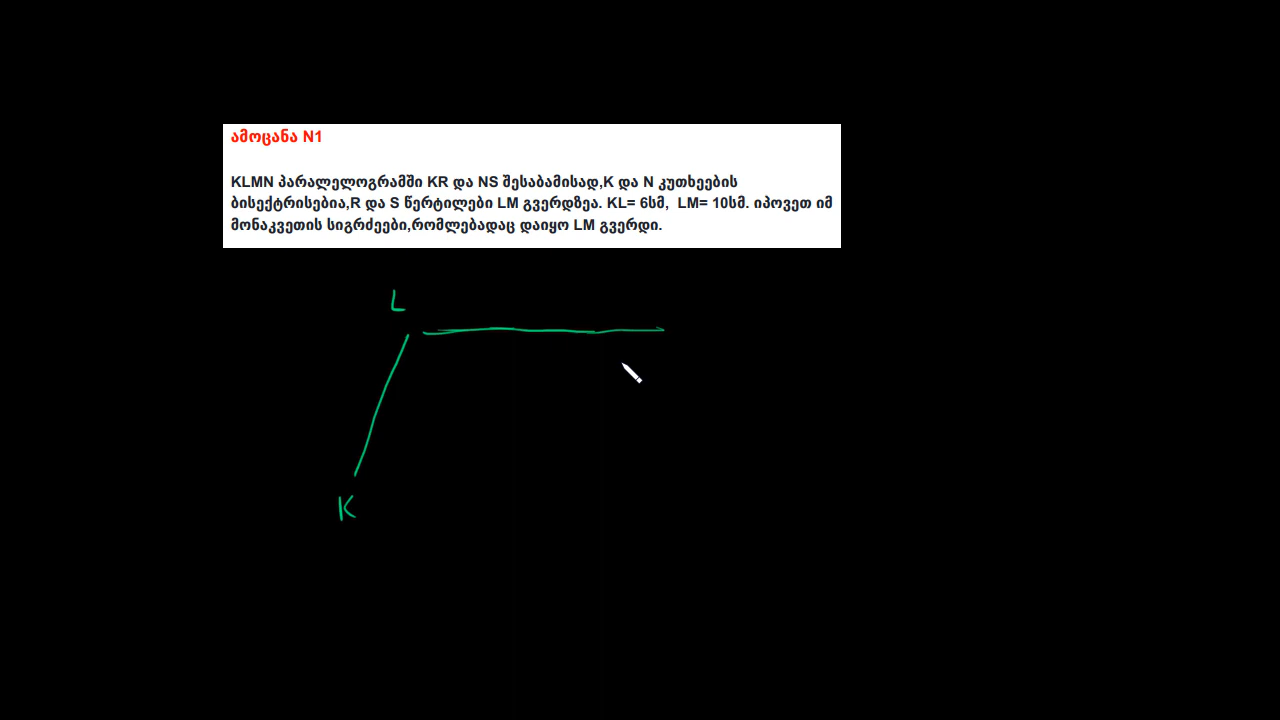 ამოცანა N1
KLMN პარალელოგრამში KR და NS შესაბამისად,K და N კუთხეების
ბისექტრისებია,R და S წერტილები LM გვერდზეა. KL= 6სმ, LM= 10სმ. იპოვეთ იმ
მონაკვეთის სიგრძეები,რომლებადაც დაიყო LM გვერდი.
L
K